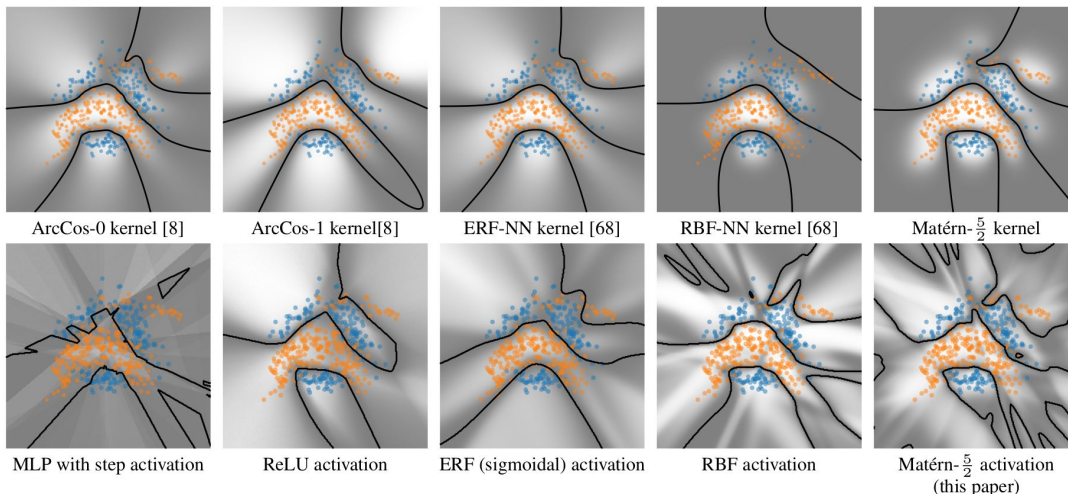 ArcCos-0 kernel [8]
ArcCos-1 kernel[8]
ERF-NN kernel [68]
RBF-NN kernel [68]
Matérn-5/2 kernel
MLP with step activation
ReLU activation
ERF (sigmoidal) activation
RBF activation
Matérn-5/2 activation
(this paper)